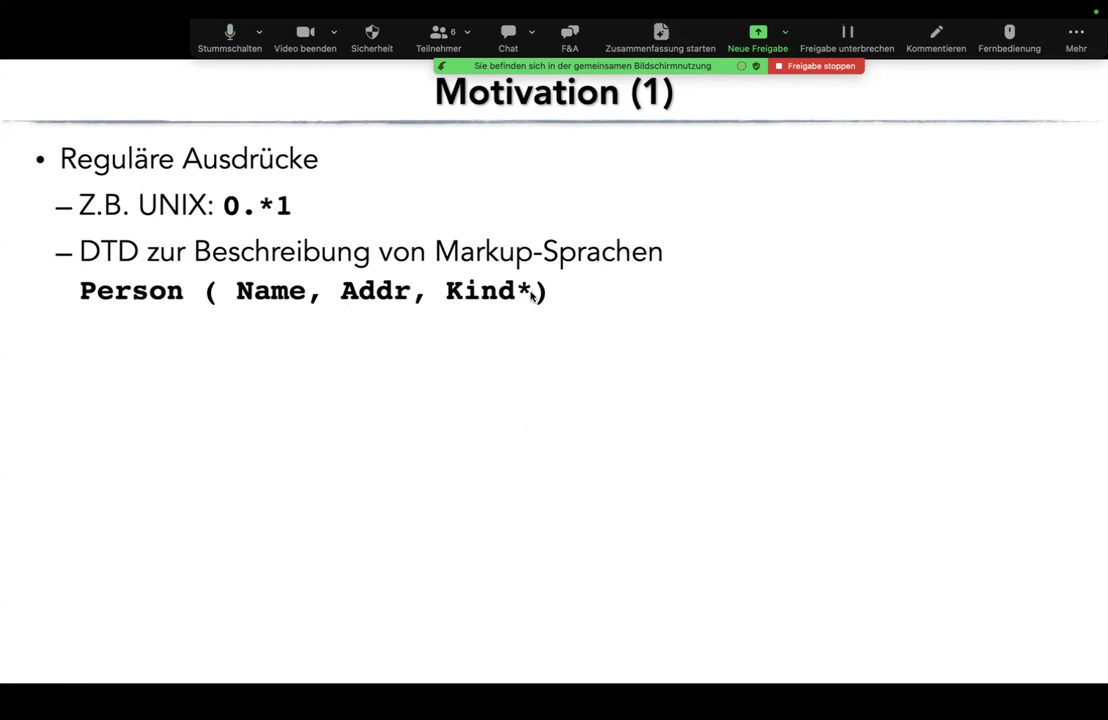 Stummschalten
Video beenden
Sicherheit
6
Teilnehmer
Chat
F&A
Zusammenfassung starten
Neue Freigabe
Freigabe unterbrechen
Kommentieren
Fernbedienung
Mehr
Sie befinden sich in der gemeinsamen Bildschirmnutzung
Freigabe stoppen
Motivation (1)
• Reguläre Ausdrücke
– Z.B. UNIX: 0.*1
– DTD zur Beschreibung von Markup-Sprachen
Person ( Name, Addr, Kind*)